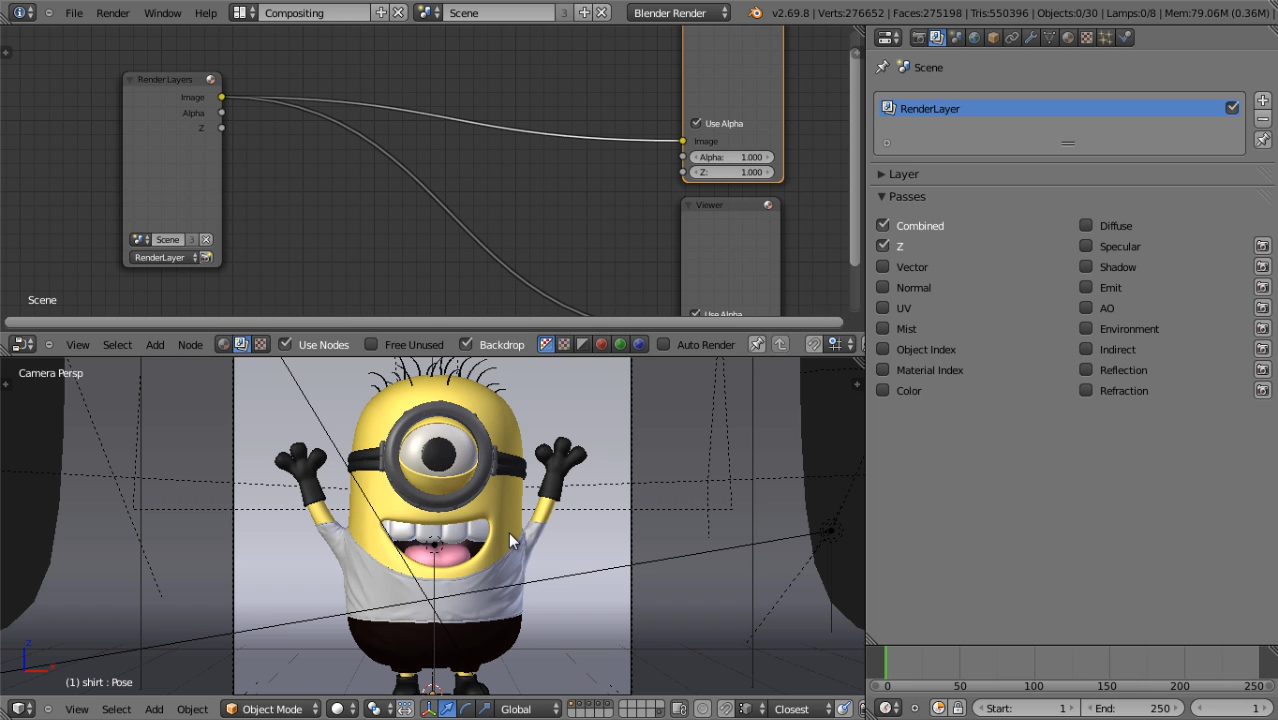 File Render Window Help Compositing Scene 3 Blender Render v2.69.8 | Verts:276652 | Faces:275198 | Tris:550396 | Objects:0/30 | Lamps:0/8 | Mem:79.06M (0.36M) |
RenderLayers
Image
Alpha
Z
Scene 3
RenderLayer
Scene
Use Alpha
Image
Alpha: 1.000
Z: 1.000
Viewer
Use Alpha
View Select Add Node Use Nodes Free Unused Backdrop Auto Render
Camera Persp
(1) shirt : Pose
View Select Add Object Object Mode Global Closest
Scene
RenderLayer
Layer
Passes
Combined Diffuse
Z Specular
Vector Shadow
Normal Emit
UV AO
Mist Environment
Object Index Indirect
Material Index Reflection
Color Refraction
0 50 100 150 200 250
Start: 1 End: 250 1